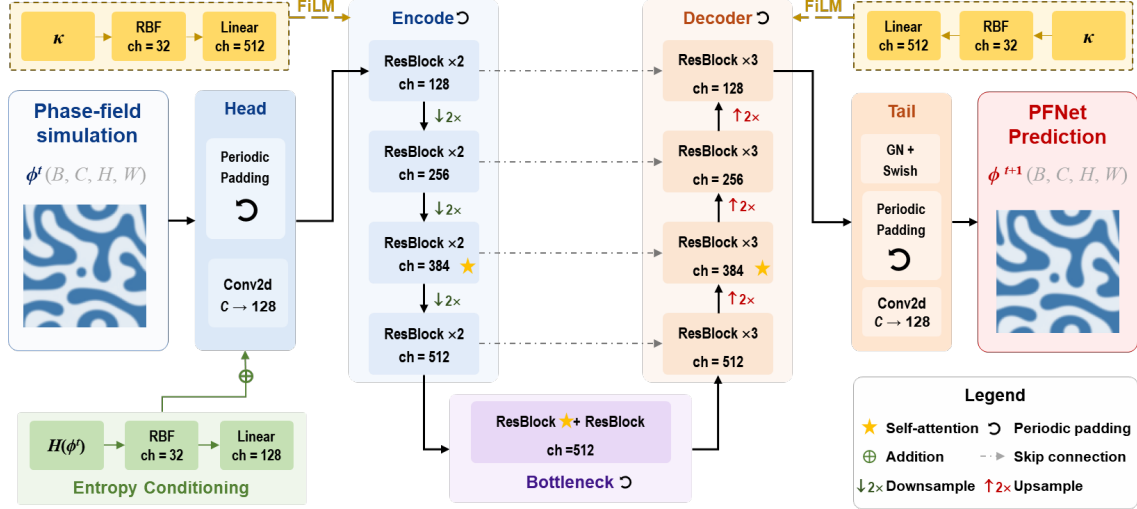 κ
RBF
ch = 32
Linear
ch = 512
FiLM
Encode
Decoder
FiLM
Linear
ch = 512
RBF
ch = 32
κ
Phase-field
simulation
ϕᵗ (B, C, H, W)
Head
Periodic
Padding
Conv2d
C → 128
ResBlock ×2
ch = 128
↓2×
ResBlock ×2
ch = 256
↓2×
ResBlock ×2
ch = 384
↓2×
ResBlock ×2
ch = 512
ResBlock ×3
ch = 128
↑2×
ResBlock ×3
ch = 256
↑2×
ResBlock ×3
ch = 384
↑2×
ResBlock ×3
ch = 512
Tail
GN +
Swish
Periodic
Padding
Conv2d
C → 128
PFNet
Prediction
ϕ ᵗ⁺¹ (B, C, H, W)
H(ϕᵗ)
RBF
ch = 32
Linear
ch = 128
Entropy Conditioning
ResBlock ★+ ResBlock
ch =512
Bottleneck
Legend
Self-attention
Periodic padding
Addition
Skip connection
↓2× Downsample
↑2× Upsample